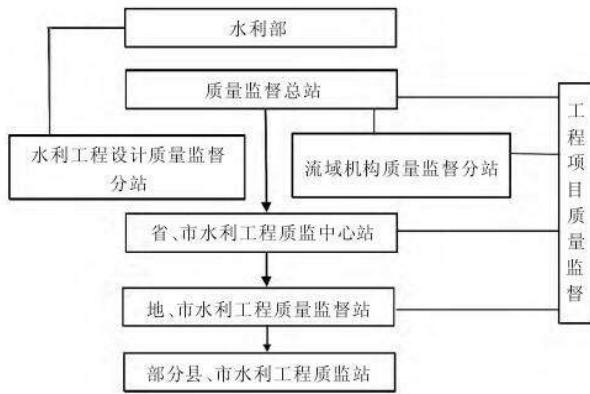 水利部
质量监督总站
水利工程设计质量监督
分站
流域机构质量监督分站
省、市水利工程质监中心站
地、市水利工程质量监督站
部分县、市水利工程质监站
工程项目质量监督